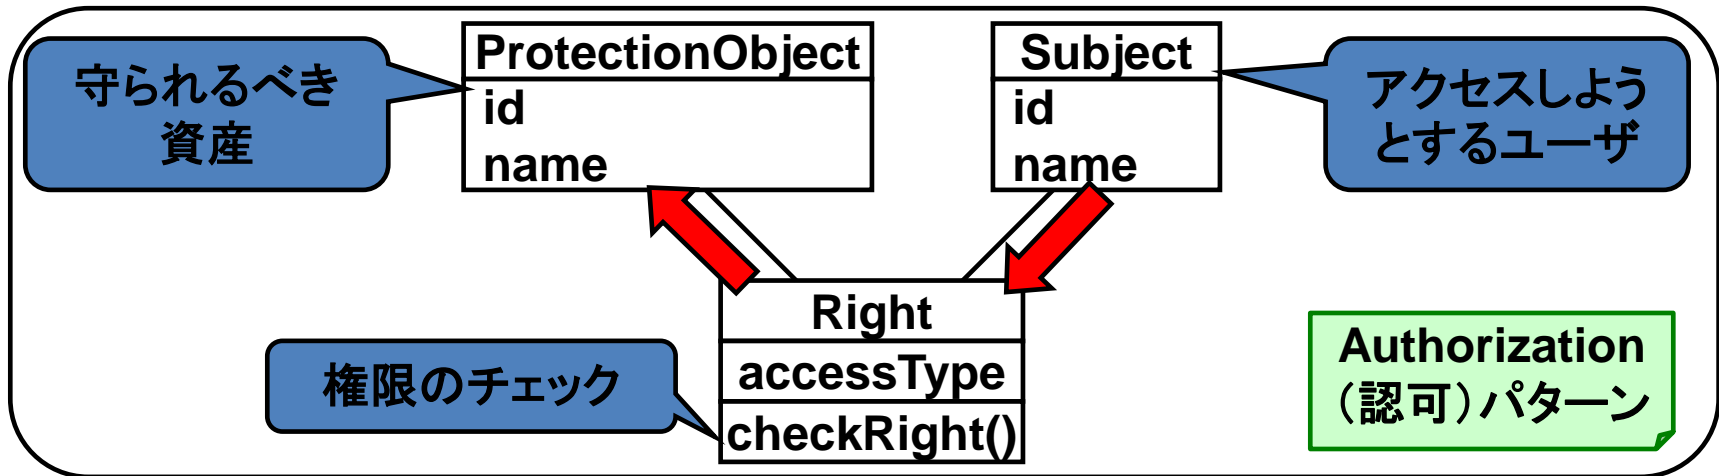 守られるべき
資産
ProtectionObject
id
name
Subject
id
name
アクセスしよう
とするユーザ
権限のチェック
Right
accessType
checkRight()
Authorization
（認可）パターン